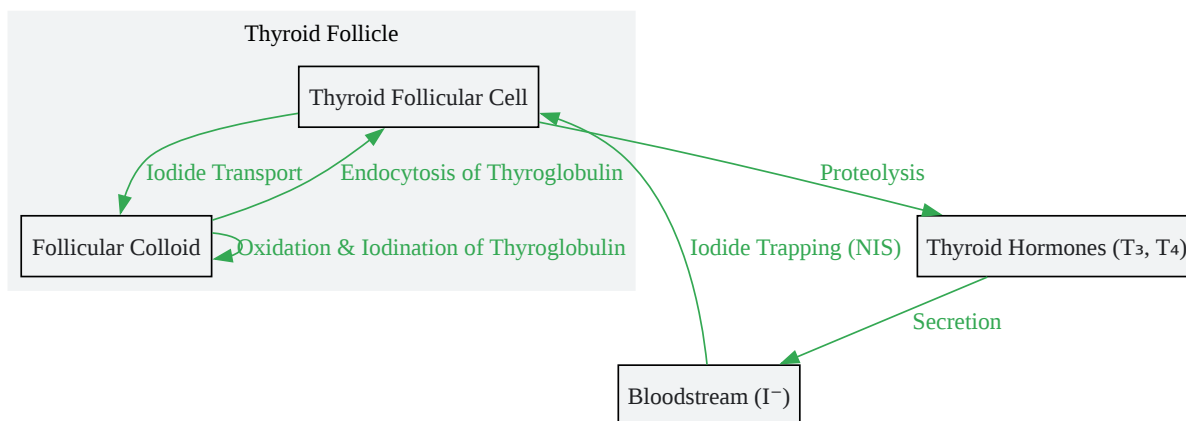 Thyroid Follicle
Thyroid Follicular Cell
Iodide Transport
Endocytosis of Thyroglobulin
Proteolysis
Follicular Colloid
Oxidation & Iodination of Thyroglobulin
Iodide Trapping (NIS)
Thyroid Hormones (T₃, T₄)
Secretion
Bloodstream (I⁻)